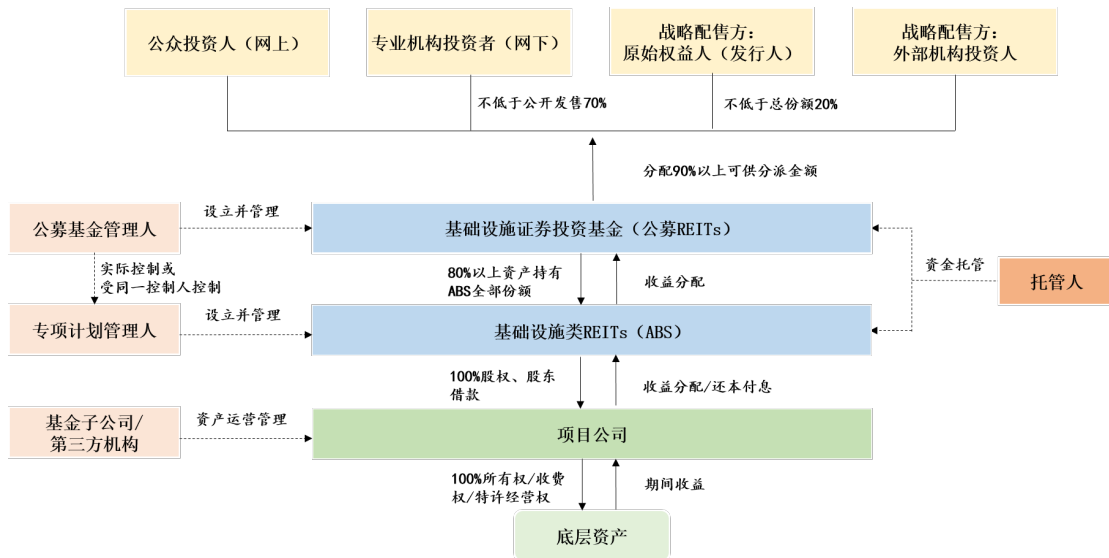 公众投资人（网上）
专业机构投资者（网下）
战略配售方：
原始权益人（发行人）
战略配售方：
外部机构投资人
不低于公开发售70%
不低于总份额20%
分配90%以上可供分派金额
公募基金管理人
设立并管理
基础设施证券投资基金（公募REITs）
实际控制或
受同一控制人控制
80%以上资产持有
ABS全部份额
收益分配
资金托管
托管人
专项计划管理人
设立并管理
基础设施类REITs（ABS）
100%股权、股东
借款
收益分配/还本付息
基金子公司/
第三方机构
资产运营管理
项目公司
100%所有权/收费
权/特许经营权
期间收益
底层资产